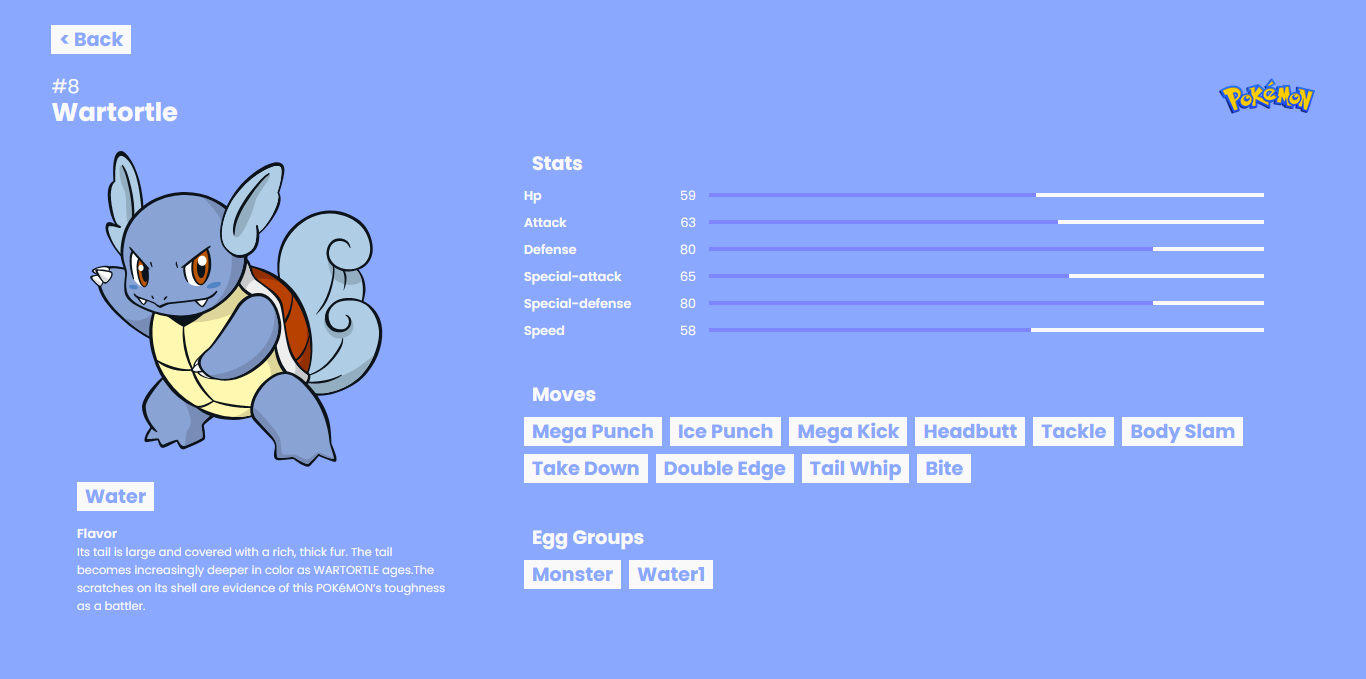 < Back
#8
Wartortle
POKéMON
Water
Flavor
Its tail is large and covered with a rich, thick fur. The tail
becomes increasingly deeper in color as WARTORTLE ages.The
scratches on its shell are evidence of this POKéMON's toughness
as a battler.
Stats
Hp 59
Attack 63
Defense 80
Special-attack 65
Special-defense 80
Speed 58
Moves
Mega Punch Ice Punch Mega Kick Headbutt Tackle Body Slam
Take Down Double Edge Tail Whip Bite
Egg Groups
Monster Water1